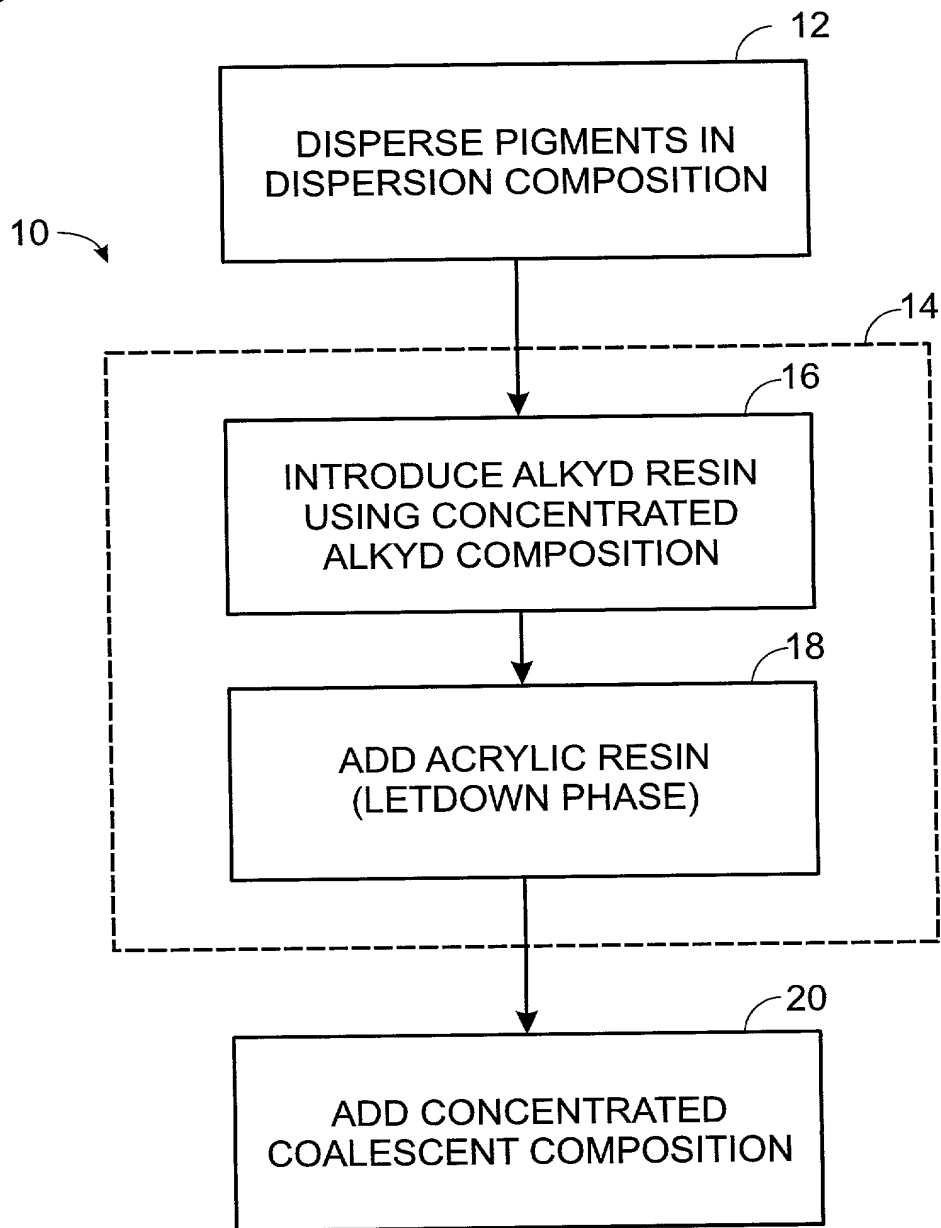 12
DISPERSE PIGMENTS IN
DISPERSION COMPOSITION
10
14
16
INTRODUCE ALKYD RESIN
USING CONCENTRATED
ALKYD COMPOSITION
18
ADD ACRYLIC RESIN
(LETDOWN PHASE)
20
ADD CONCENTRATED
COALESCENT COMPOSITION